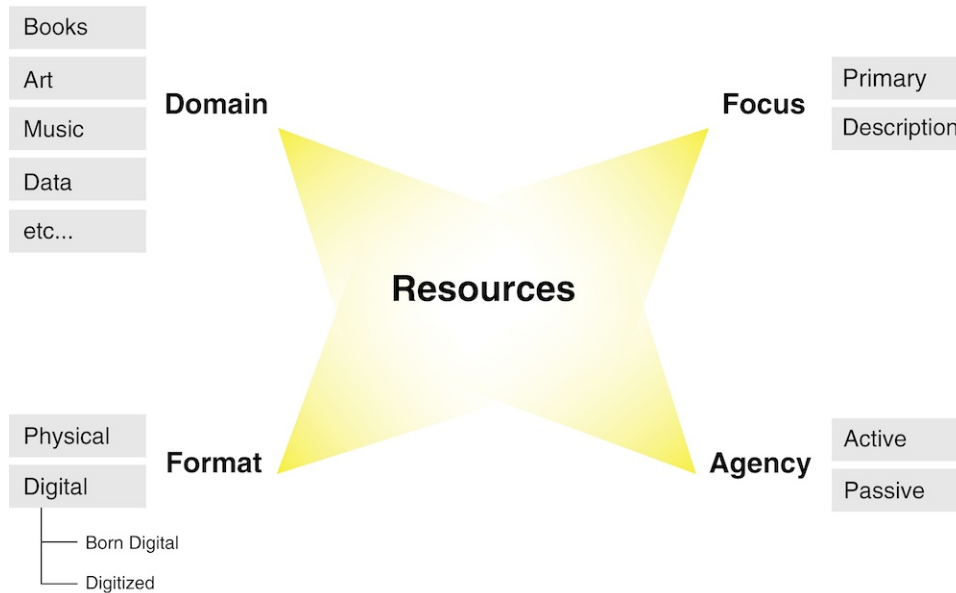 Books
Art
Music
Data
etc...
Domain
Focus
Primary
Description
Resources
Physical
Digital
Born Digital
Digitized
Format
Agency
Active
Passive